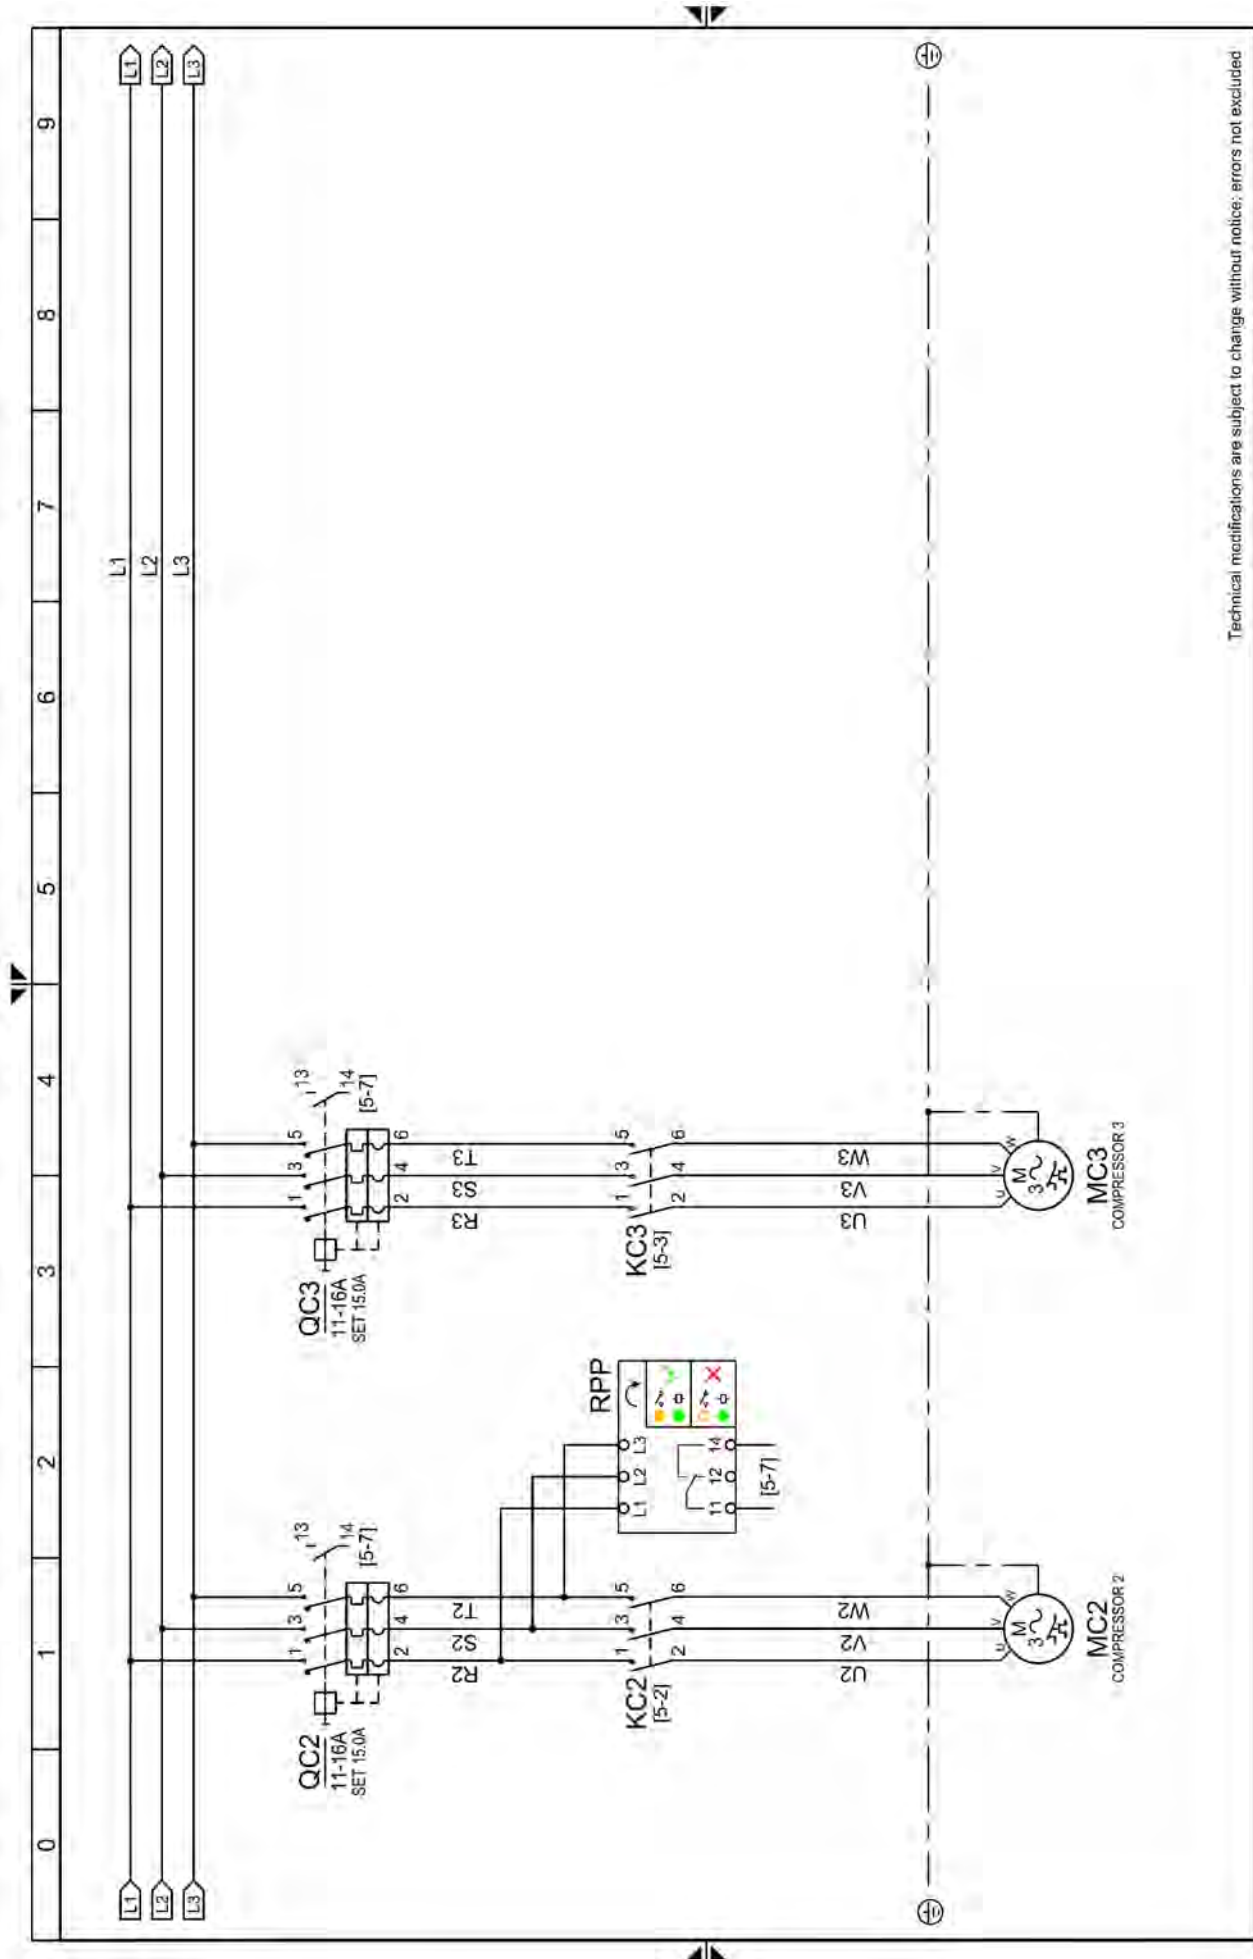 0 1 2 3 4 5 6 7 8 9
L1 L1 L1
L2 L2 L2
L3 L3 L3
QC2
11-16A
SET 15.0A
1 3 5 13
2 4 6 14
[5-7]
QC3
11-16A
SET 15.0A
1 3 5 13
2 4 6 14
[5-7]
R2 S2 T2
R3 S3 T3
RPP
L1 L2 L3
11 12 14
[5-7]
KC2
[5-2]
1 3 5
2 4 6
KC3
[5-3]
1 3 5
2 4 6
U2 V2 W2
U3 V3 W3
U V W
M
3
MC2
COMPRESSOR 2
U V W
M
3
MC3
COMPRESSOR 3
Technical modifications are subject to change without notice; errors not excluded